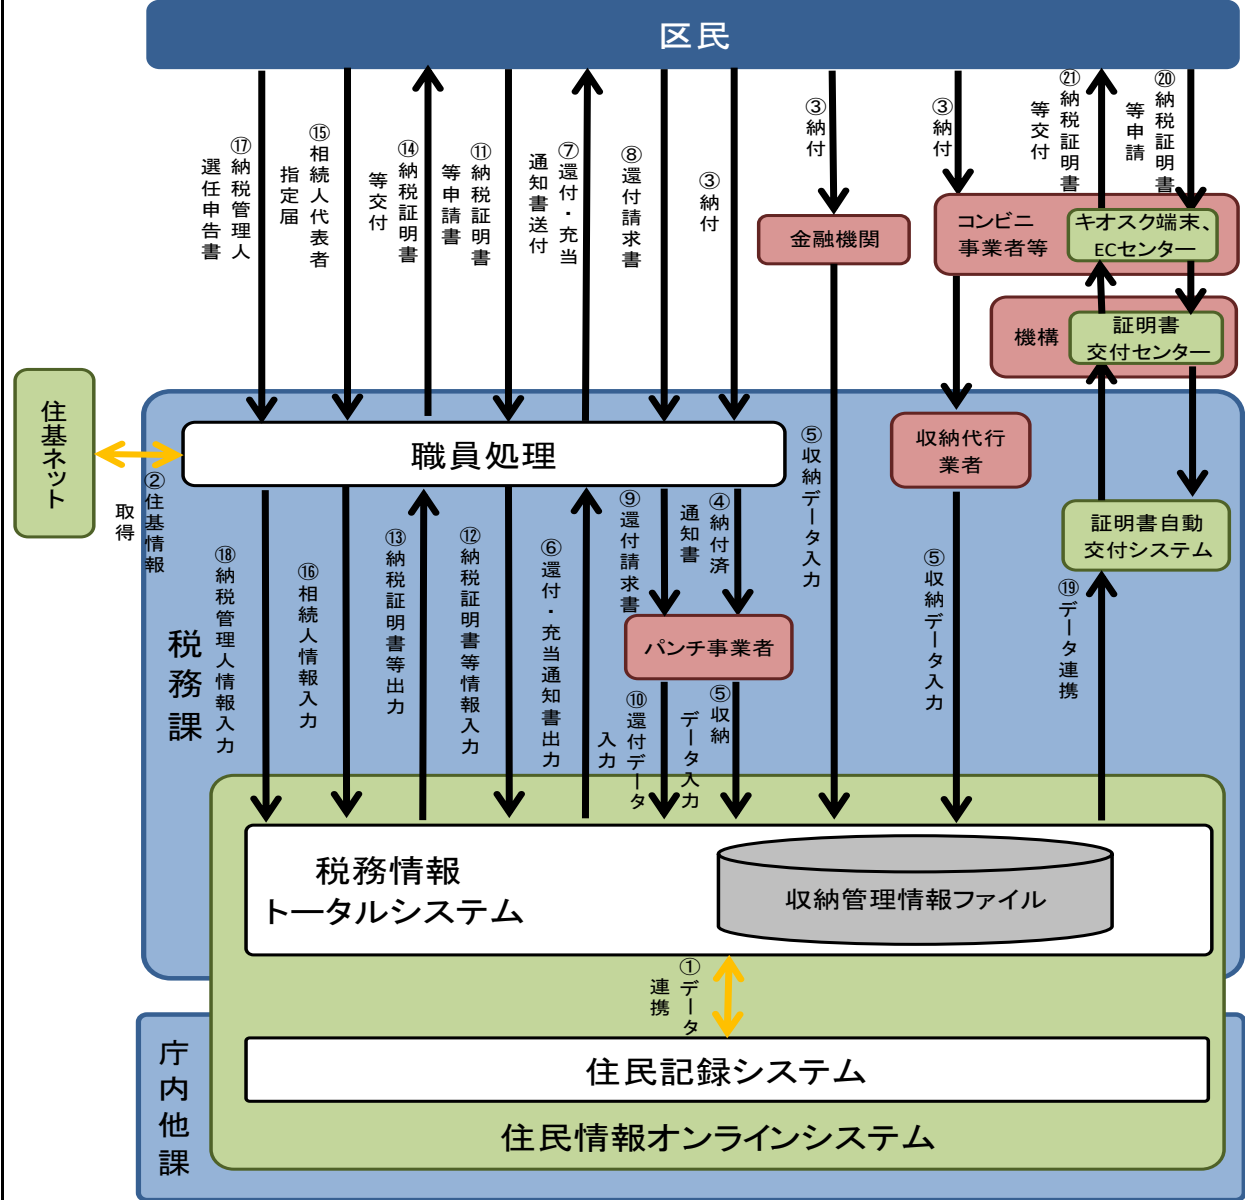 区民
⑰納税管理人
選任申告書
⑮相続人代表者
指定届
⑭納税証明書
等交付
⑪納税証明書
等申請書
⑦還付・充当
通知書送付
⑧還付請求書
③納付
③納付
③納付
㉑納税証明書
等交付
⑳納税証明書
等申請
金融機関
コンビニ
事業者等
キオスク端末、
ECセンター
機構
証明書
交付センター
住基ネット
②住基情報
取得
職員処理
収納代行
業者
証明書自動
交付システム
税務課
⑱納税管理人情報入力
⑯相続人情報入力
⑬納税証明書等出力
⑫納税証明書等情報入力
⑥還付・充当通知書出力
⑨還付請求書
④納付済
通知書
パンチ事業者
⑩還付データ
入力
⑤収納
データ入力
⑤収納データ入力
⑤収納データ入力
⑲データ連携
税務情報
トータルシステム
収納管理情報ファイル
①データ
連携
庁内他課
住民記録システム
住民情報オンラインシステム